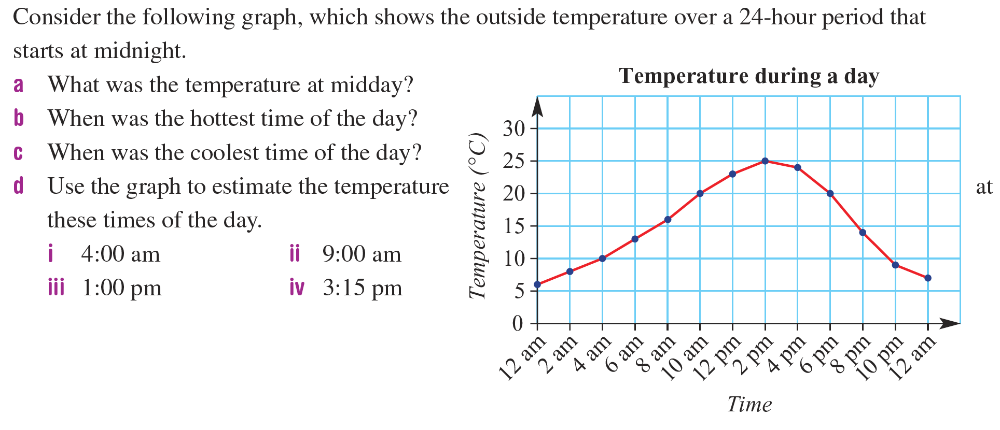 Consider the following graph, which shows the outside temperature over a 24-hour period that
starts at midnight.
a What was the temperature at midday?
b When was the hottest time of the day?
c When was the coolest time of the day?
d Use the graph to estimate the temperature at
these times of the day.
i 4:00 am ii 9:00 am
iii 1:00 pm iv 3:15 pm
Temperature during a day
Temperature (°C)
30
25
20
15
10
5
0
12 am 2 am 4 am 6 am 8 am 10 am 12 pm 2 pm 4 pm 6 pm 8 pm 10 pm 12 am
Time